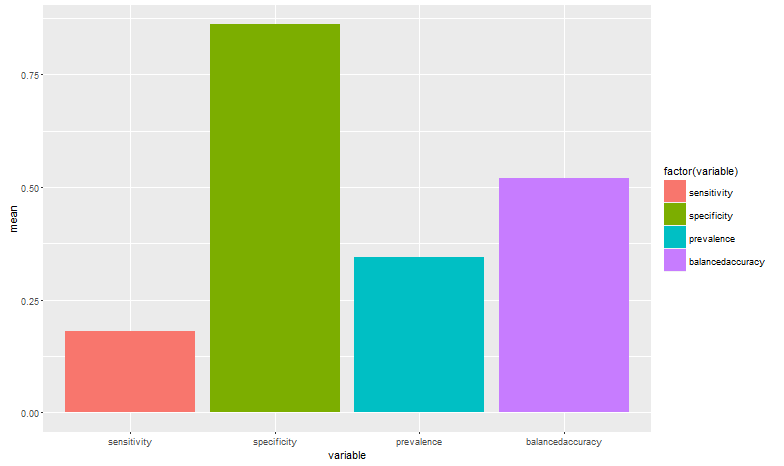 0.75
0.50
0.25
0.00
mean
sensitivity
specificity
prevalence
balancedaccuracy
variable
factor(variable)
sensitivity
specificity
prevalence
balancedaccuracy